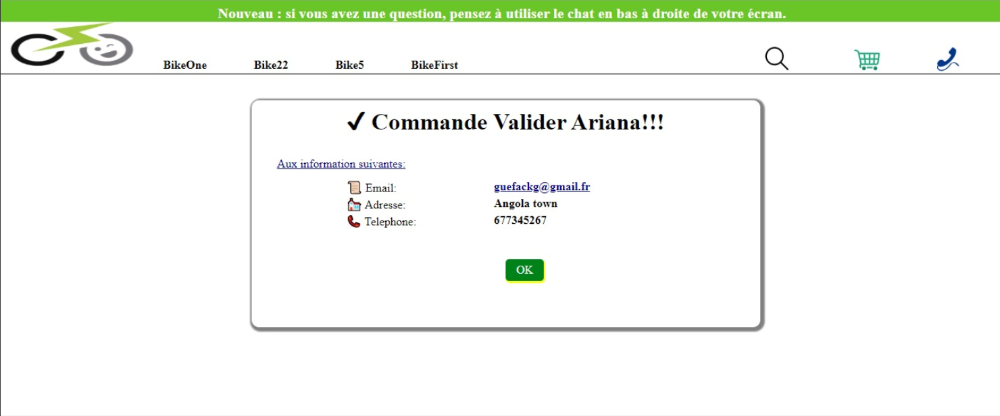 Nouveau : si vous avez une question, pensez à utiliser le chat en bas à droite de votre écran.
BikeOne Bike22 Bike5 BikeFirst
✔ Commande Valider Ariana!!!
Aux information suivantes:
Email: guefackg@gmail.fr
Adresse: Angola town
Telephone: 677345267
OK